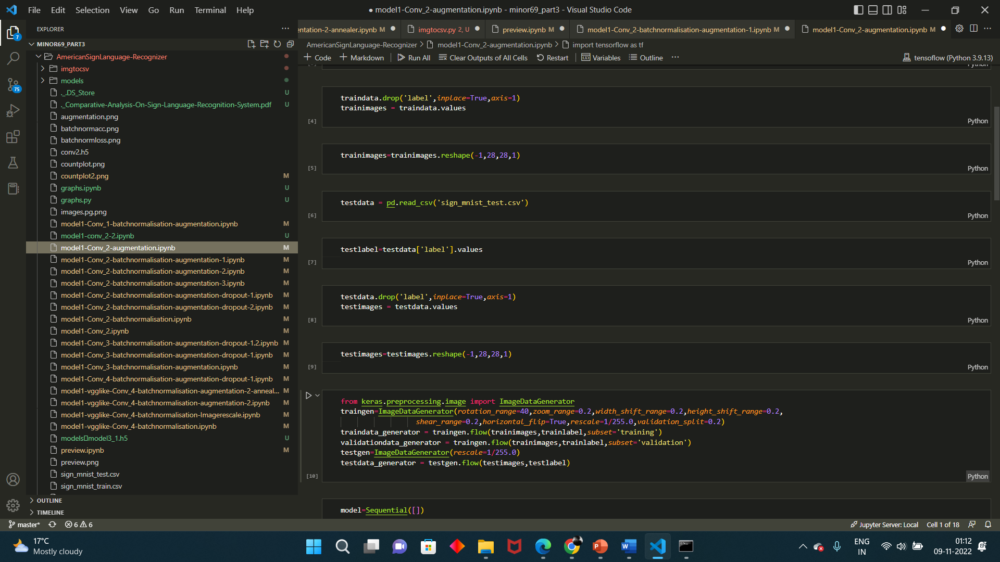 File Edit Selection View Go Run Terminal Help
● model1-Conv_2-augmentation.ipynb - minor69_part3 - Visual Studio Code
EXPLORER
MINOR69_PART3
AmericanSignLanguage-Recognizer
imgtocsv
models
._.DS_Store U
._Comparative-Analysis-On-Sign-Language-Recognition-System.pdf U
augmentation.png
batchnormacc.png
batchnormloss.png
conv2.h5
countplot.png
countplot2.png M
graphs.ipynb U
graphs.py U
images.pg.png
model1-Conv_1-batchnormalisation-augmentation.ipynb M
model1-conv_2-2.ipynb U
model1-Conv_2-augmentation.ipynb M
model1-Conv_2-batchnormalisation-augmentation-1.ipynb M
model1-Conv_2-batchnormalisation-augmentation-2.ipynb M
model1-Conv_2-batchnormalisation-augmentation-3.ipynb M
model1-Conv_2-batchnormalisation-augmentation-dropout-1.ipynb M
model1-Conv_2-batchnormalisation-augmentation-dropout-2.ipynb M
model1-Conv_2-batchnormalisation.ipynb M
model1-Conv_2.ipynb M
model1-Conv_3-batchnormalisation-augmentation-dropout-1.2.ipynb M
model1-Conv_3-batchnormalisation-augmentation-dropout-1.ipynb M
model1-Conv_3-batchnormalisation-augmentation.ipynb M
model1-Conv_4-batchnormalisation-augmentation-dropout-1.ipynb M
model1-vgglike-Conv_4-batchnormalisation-augmentation-2-anneal... M
model1-vgglike-Conv_4-batchnormalisation-augmentation-2.ipynb M
model1-vgglike-Conv_4-batchnormalisation-Imagerescale.ipynb M
model1-vgglike-Conv_4-batchnormalisation.ipynb M
models□model3_1.h5 U
preview.ipynb M
preview.png
sign_mnist_test.csv
sign_mnist_train.csv
OUTLINE
TIMELINE
7
75
entation-2-annealer.ipynb M imgtocsv.py 2, U preview.ipynb M model1-Conv_2-batchnormalisation-augmentation-1.ipynb M model1-Conv_2-augmentation.ipynb M
AmericanSignLanguage-Recognizer > model1-Conv_2-augmentation.ipynb > import tensorflow as tf
Code Markdown Run All Clear Outputs of All Cells Restart Variables Outline ... tensoflow (Python 3.9.13)
Python
traindata.drop('label',inplace=True,axis=1)
trainimages = traindata.values
[4] Python
trainimages=trainimages.reshape(-1,28,28,1)
[5] Python
testdata = pd.read_csv('sign_mnist_test.csv')
[6] Python
testlabel=testdata['label'].values
[7] Python
testdata.drop('label',inplace=True,axis=1)
testimages = testdata.values
[8] Python
testimages=testimages.reshape(-1,28,28,1)
[9] Python
from keras.preprocessing.image import ImageDataGenerator
traingen=ImageDataGenerator(rotation_range=40,zoom_range=0.2,width_shift_range=0.2,height_shift_range=0.2,
shear_range=0.2,horizontal_flip=True,rescale=1/255.0,validation_split=0.2)
traindata_generator = traingen.flow(trainimages,trainlabel,subset='training')
validationdata_generator = traingen.flow(trainimages,trainlabel,subset='validation')
testgen=ImageDataGenerator(rescale=1/255.0)
testdata_generator = testgen.flow(testimages,testlabel)
[10] Python
model=Sequential([])
master* 6 6 Jupyter Server: Local Cell 1 of 18
17°C
Mostly cloudy
ENG
IN
01:12
09-11-2022